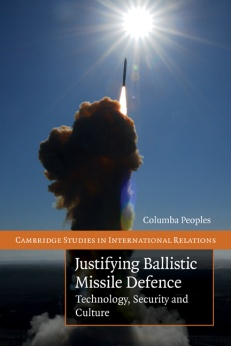 Columba Peoples
Cambridge Studies in International Relations
Justifying Ballistic
Missile Defence
Technology, Security and
Culture